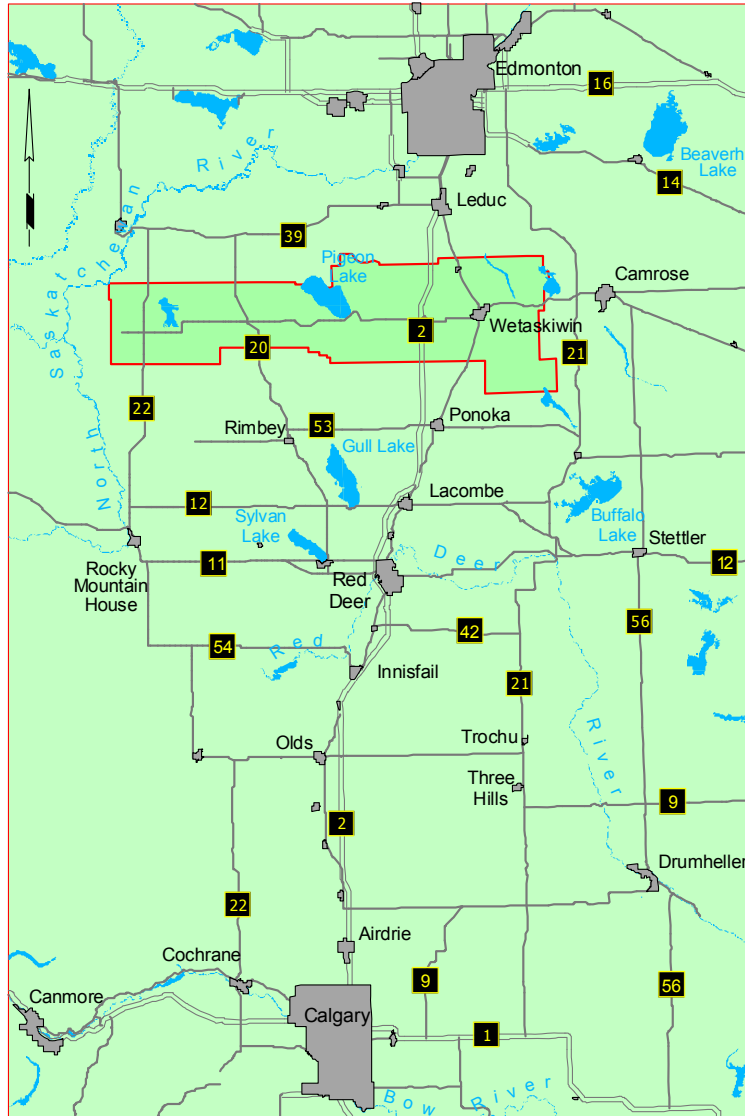 Edmonton
16
Beaverh
Lake
14
North Saskatchewan River
Leduc
39
Pigeon
Lake
Camrose
2
Wetaskiwin
20
21
22
53
Ponoka
Rimbey
Gull Lake
12
Lacombe
Sylvan
Lake
Buffalo
Lake
Stettler
Rocky
Mountain
House
11
Red
Deer
12
Red Deer River
54
42
56
Innisfail
21
Olds
Trochu
Three
Hills
2
9
Drumheller
22
Airdrie
Cochrane
9
56
Canmore
Calgary
1
Bow River